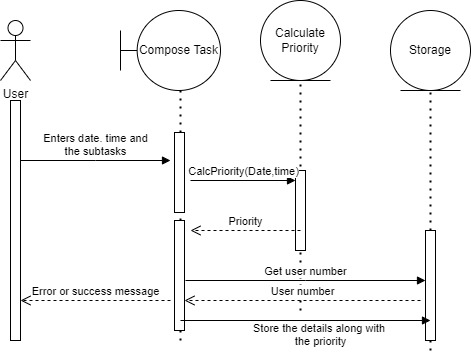 Calculate
Priority
Compose Task
Storage
User
Enters date. time and
the subtasks
CalcPriority(Date,time)
Priority
Get user number
Error or success message
User number
Store the details along with
the priority